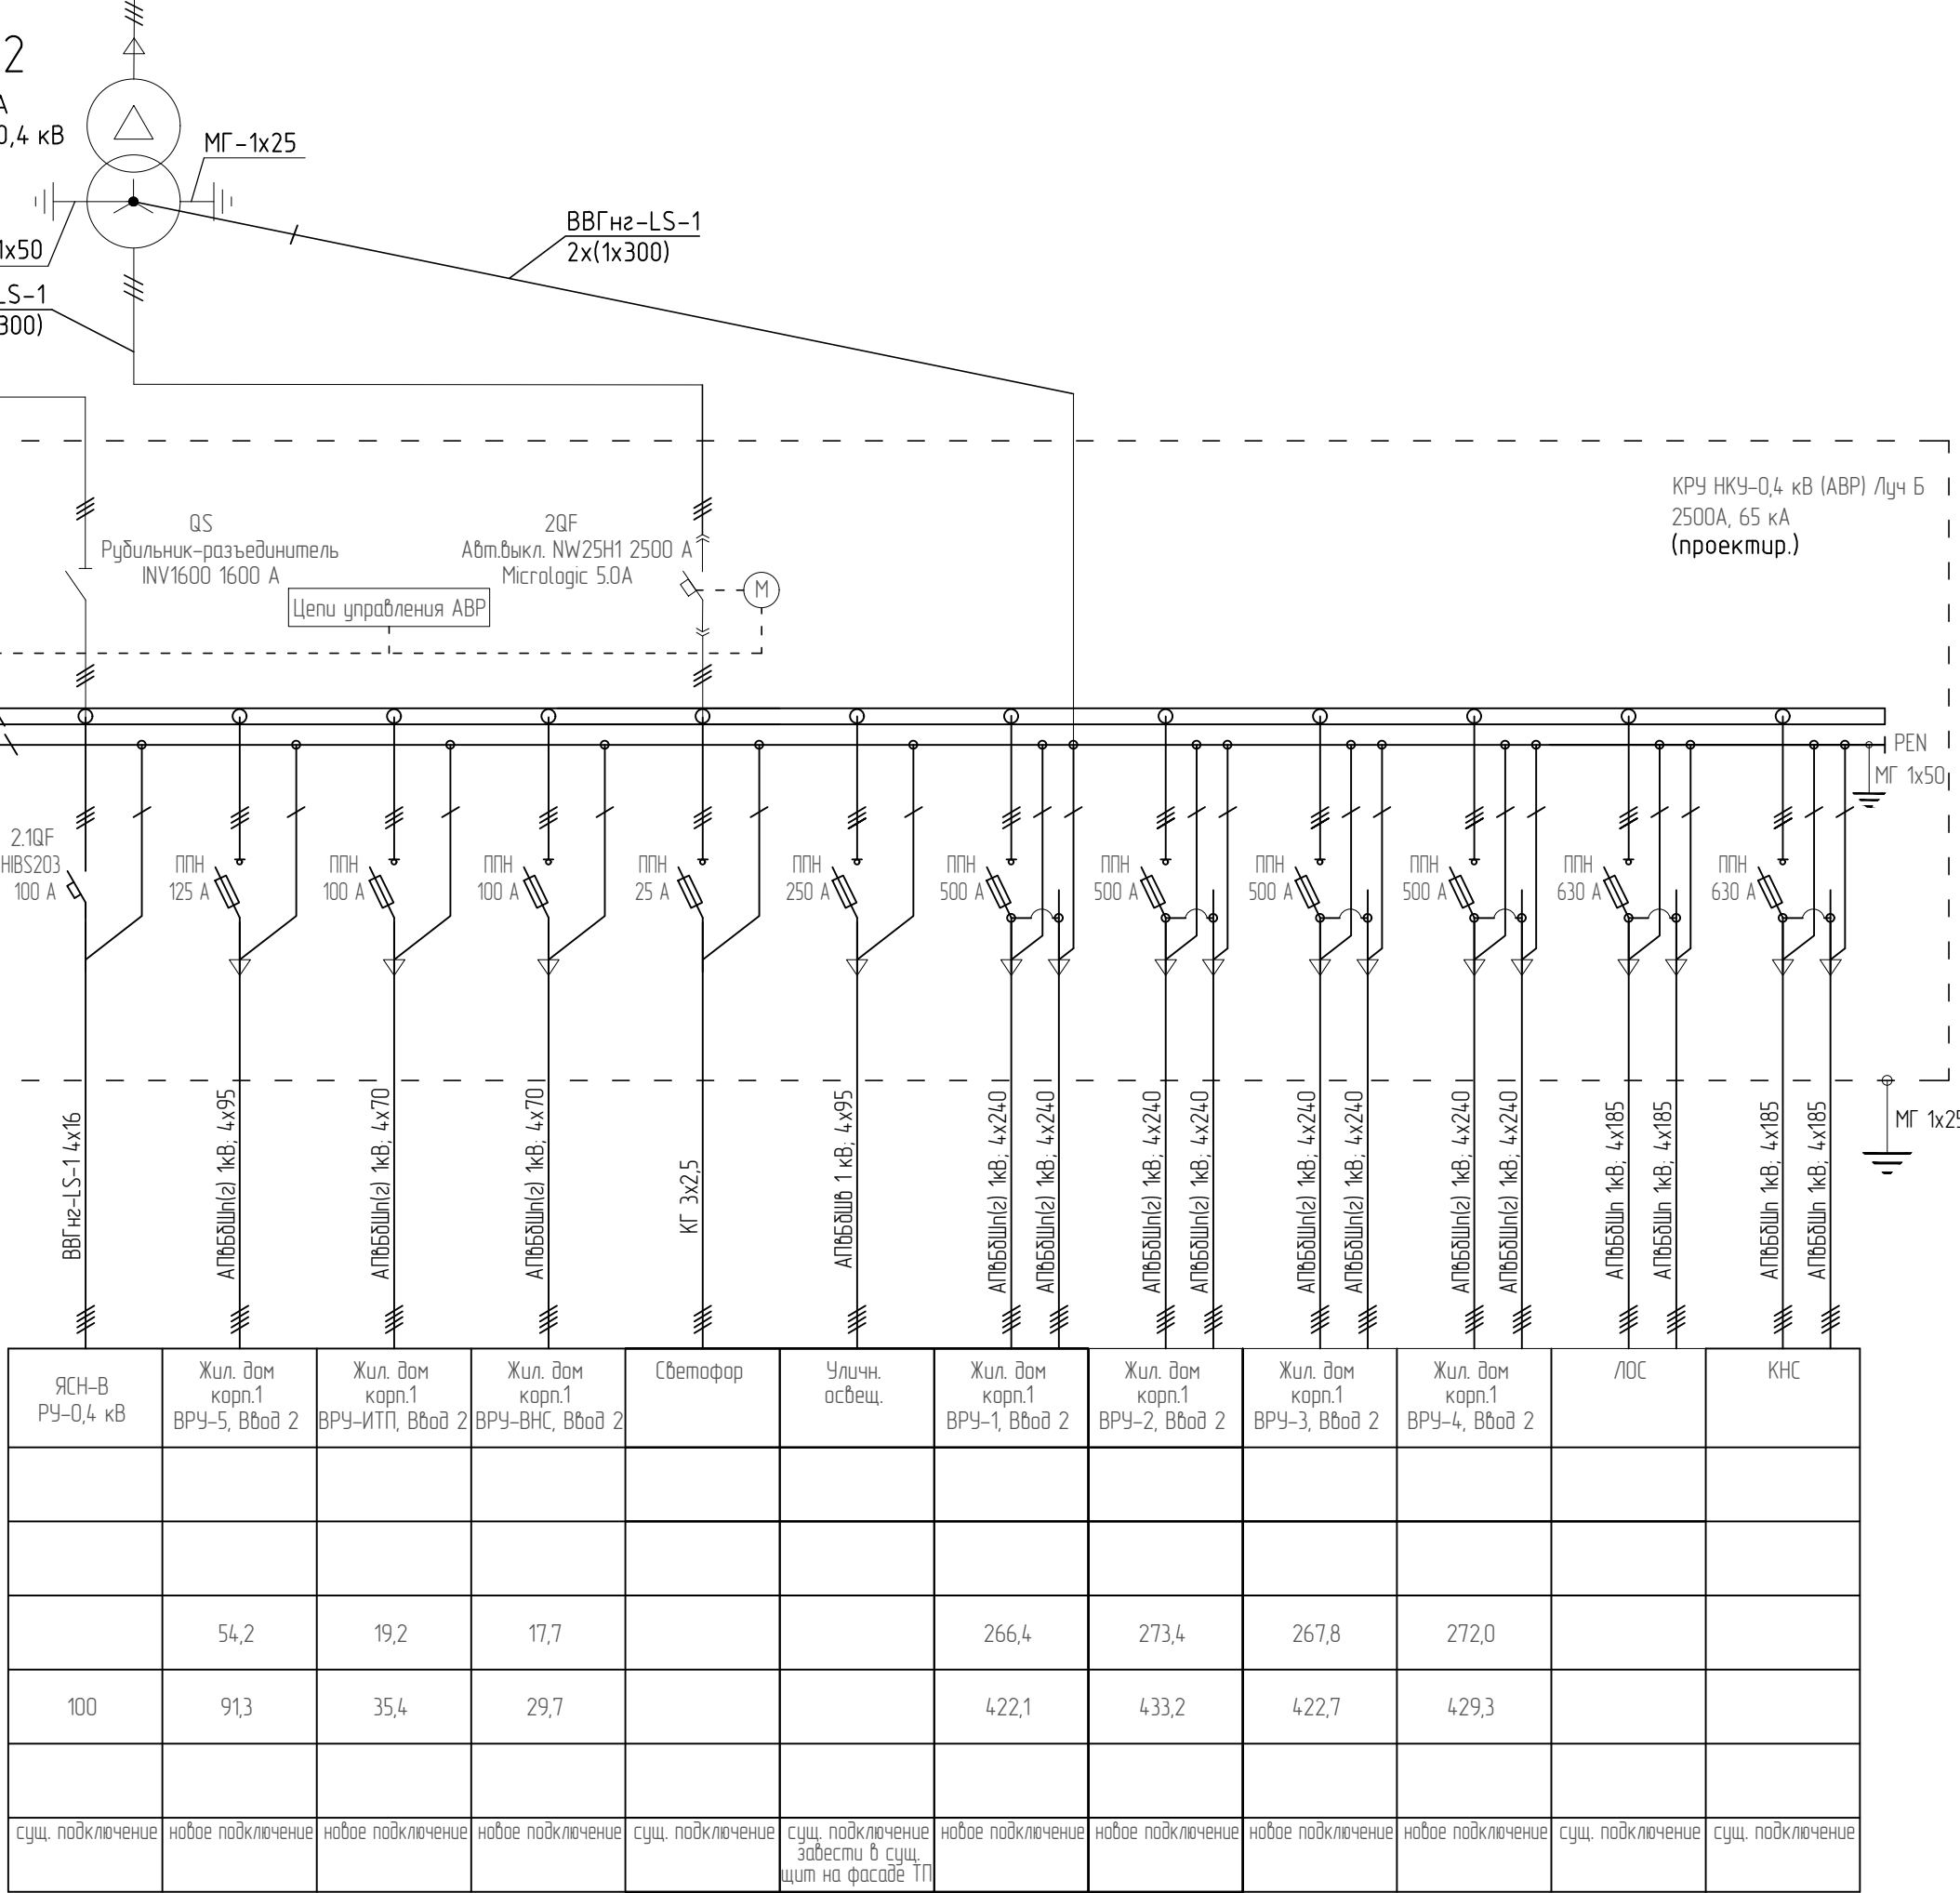 2
А
0,4 кВ
МГ-1х25
1х50
LS-1
300)
ВВГнг-LS-1
2х(1х300)
КРУ НКУ-0,4 кВ (АВР) Луч Б
2500А, 65 кА
(проектир.)
QS
Рубильник-разъединитель
INV1600 1600 А
2QF
Авт.выкл. NW25H1 2500 А
Micrologic 5.0А
М
Цепи управления АВР
PEN
МГ 1х50
2.1QF
HIBS203
100 А
ППН
125 А
ППН
100 А
ППН
100 А
ППН
25 А
ППН
250 А
ППН
500 А
ППН
500 А
ППН
500 А
ППН
500 А
ППН
630 А
ППН
630 А
МГ 1х25
ВВГнг-LS-1 4х16
АПвБбШп(г) 1кВ; 4х95
АПвБбШп(г) 1кВ; 4х70
АПвБбШп(г) 1кВ; 4х70
КГ 3х2,5
АПвБбШв 1 кВ; 4х95
АПвБбШп(г) 1кВ; 4х240
АПвБбШп(г) 1кВ; 4х240
АПвБбШп(г) 1кВ; 4х240
АПвБбШп(г) 1кВ; 4х240
АПвБбШп(г) 1кВ; 4х240
АПвБбШп(г) 1кВ; 4х240
АПвБбШп(г) 1кВ; 4х240
АПвБбШп(г) 1кВ; 4х240
АПвБбШп 1кВ; 4х185
АПвБбШп 1кВ; 4х185
АПвБбШп 1кВ; 4х185
АПвБбШп 1кВ; 4х185
ЯСН-В
РУ-0,4 кВ
Жил. дом
корп.1
ВРУ-5, Ввод 2
Жил. дом
корп.1
ВРУ-ИТП, Ввод 2
Жил. дом
корп.1
ВРУ-ВНС, Ввод 2
Светофор
Уличн.
освещ.
Жил. дом
корп.1
ВРУ-1, Ввод 2
Жил. дом
корп.1
ВРУ-2, Ввод 2
Жил. дом
корп.1
ВРУ-3, Ввод 2
Жил. дом
корп.1
ВРУ-4, Ввод 2
ЛОС
КНС
54,2 19,2 17,7 266,4 273,4 267,8 272,0
100 91,3 35,4 29,7 422,1 433,2 422,7 429,3
сущ. подключение
новое подключение
новое подключение
новое подключение
сущ. подключение
сущ. подключение
завести в сущ.
щит на фасаде ТП
новое подключение
новое подключение
новое подключение
новое подключение
сущ. подключение
сущ. подключение